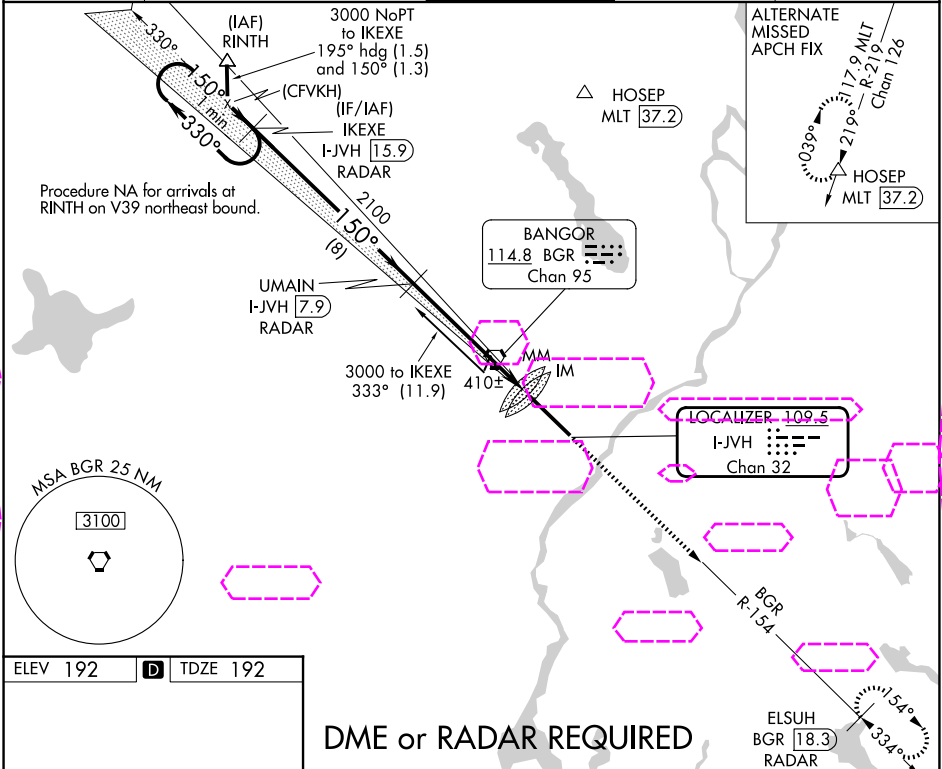 (IAF)
RINTH
3000 NoPT
to IKEXE
195° hdg (1.5)
and 150° (1.3)
(CFVKH)
(IF/IAF)
IKEXE
I-JVH 15.9
RADAR
330°
150°
1 min
330°
HOSEP
MLT 37.2
ALTERNATE
MISSED
APCH FIX
117.9 MLT
R-219
Chan 126
039°
219°
HOSEP
MLT 37.2
Procedure NA for arrivals at
RINTH on V39 northeast bound.
2100
150°
(8)
BANGOR
114.8 BGR
Chan 95
UMAIN
I-JVH 7.9
RADAR
3000 to IKEXE
333° (11.9)
410±
MM
IM
LOCALIZER 109.5
I-JVH
Chan 32
MSA BGR 25 NM
3100
BGR
R-154
ELEV 192 D TDZE 192
DME or RADAR REQUIRED
ELSUH
BGR 18.3
RADAR
154°
334°